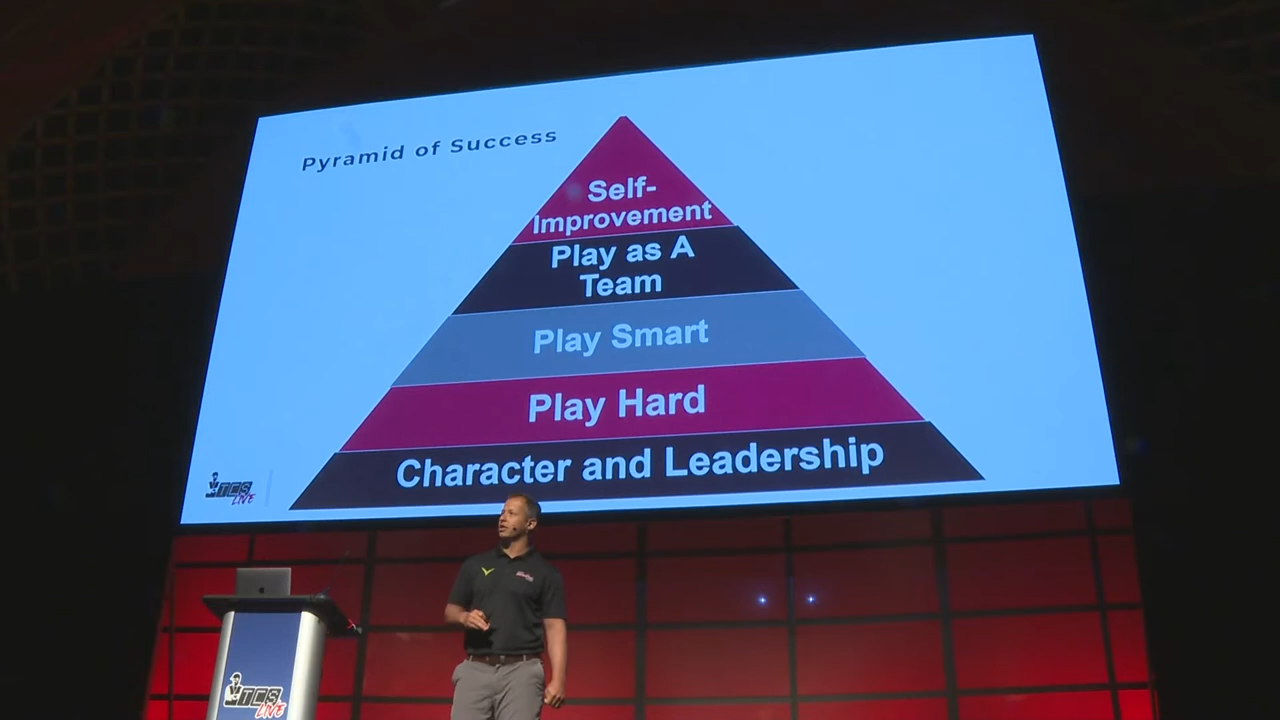 Pyramid of Success
Self-
Improvement
Play as A
Team
Play Smart
Play Hard
Character and Leadership
TCS
LIVE
TCS
LIVE